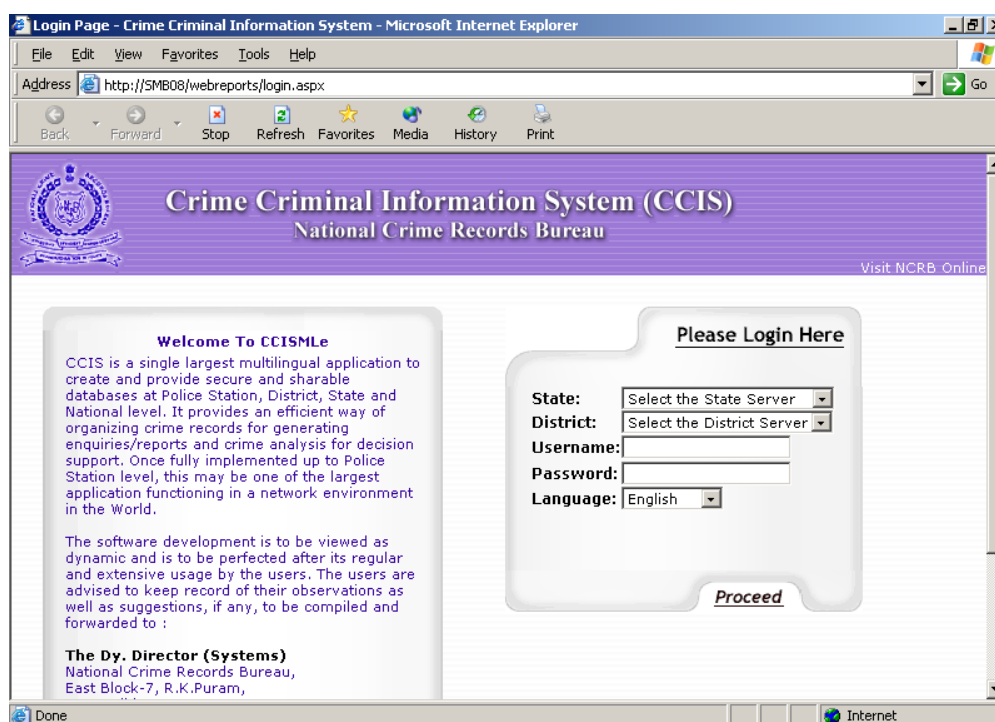 Login Page - Crime Criminal Information System - Microsoft Internet Explorer
File Edit View Favorites Tools Help
Address http://SMB08/webreports/login.aspx Go
Back Forward Stop Refresh Favorites Media History Print
Crime Criminal Information System (CCIS)
National Crime Records Bureau
Visit NCRB Online
Welcome To CCISMLe
CCIS is a single largest multilingual application to
create and provide secure and sharable
databases at Police Station, District, State and
National level. It provides an efficient way of
organizing crime records for generating
enquiries/reports and crime analysis for decision
support. Once fully implemented up to Police
Station level, this may be one of the largest
application functioning in a network environment
in the World.
The software development is to be viewed as
dynamic and is to be perfected after its regular
and extensive usage by the users. The users are
advised to keep record of their observations as
well as suggestions, if any, to be compiled and
forwarded to :
The Dy. Director (Systems)
National Crime Records Bureau,
East Block-7, R.K.Puram,
Please Login Here
State: Select the State Server
District: Select the District Server
Username:
Password:
Language: English
Proceed
Done Internet